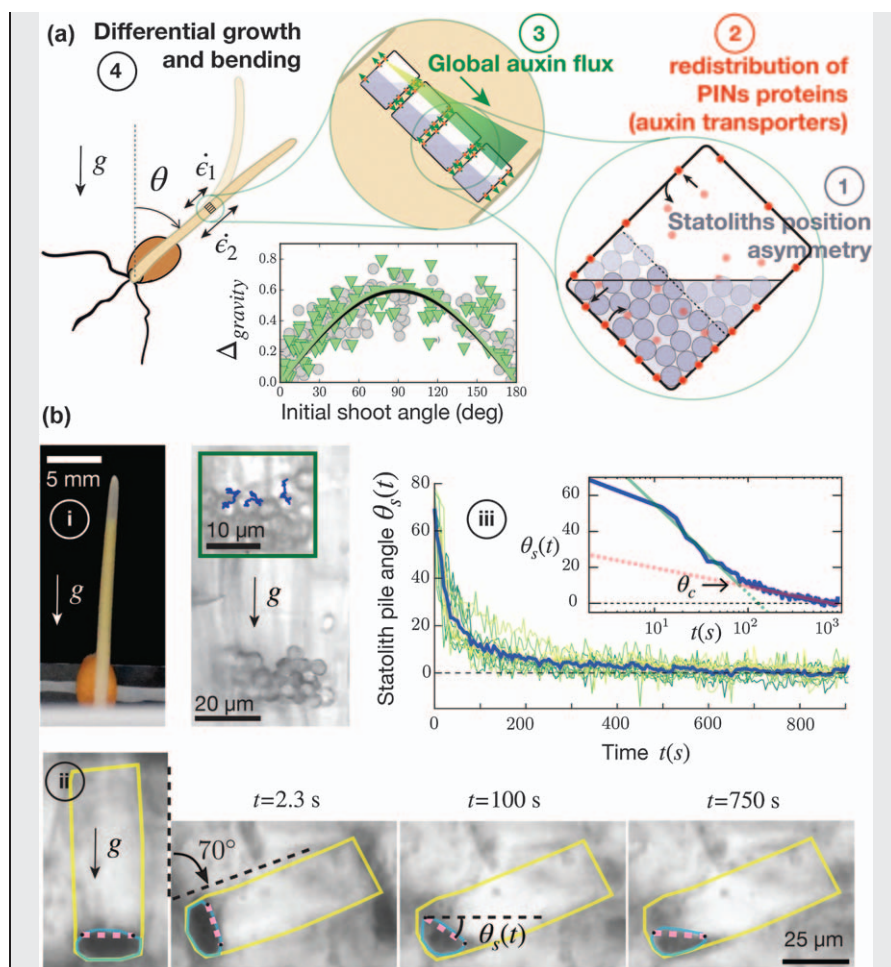 (a)
Differential growth
and bending
4
3
Global auxin flux
2
redistribution of
PINs proteins
(auxin transporters)
1
Statoliths position
asymmetry
g
θ
ϵ̇₁
ϵ̇₂
Δgravity
0.8
0.6
0.4
0.2
0.0
0 30 60 90 120 150 180
Initial shoot angle (deg)
(b)
5 mm
i
g
10 µm
g
20 µm
Statolith pile angle θₛ(t)
80
60
40
20
0
0 200 400 600 800
Time t(s)
iii
θₛ(t)
60
40
20
0
θ_c
10¹ 10² 10³
t(s)
ii
g
t=2.3 s
t=100 s
t=750 s
70°
θₛ(t)
25 µm